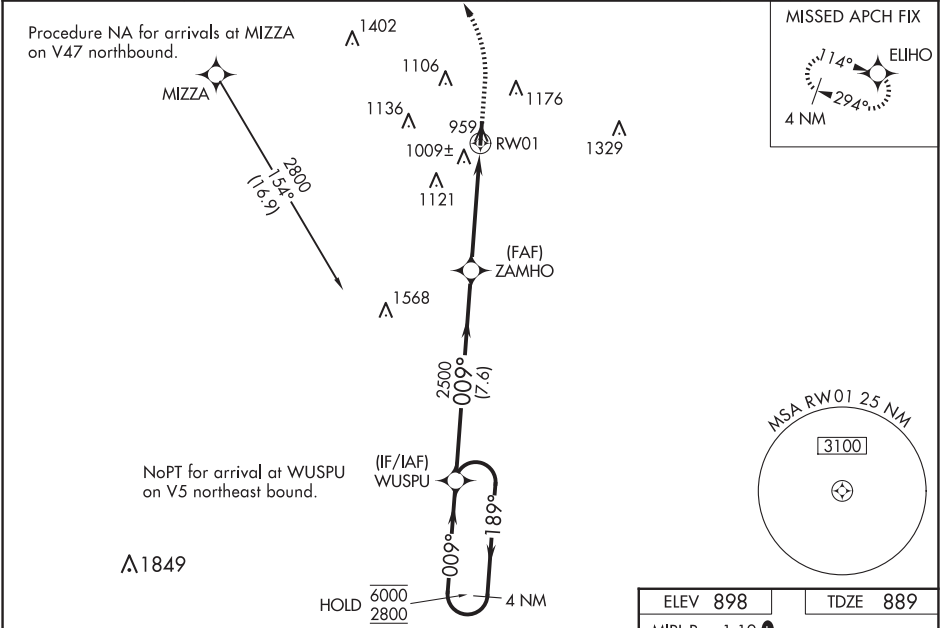 Procedure NA for arrivals at MIZZA
on V47 northbound.
MIZZA
1402
1106
1176
1136
959
RW01
1009±
1329
1121
MISSED APCH FIX
ELIHO
114°
294°
4 NM
2800
154°
(16.9)
(FAF)
ZAMHO
1568
2500
009°
(7.6)
MSA RW01 25 NM
3100
NoPT for arrival at WUSPU
on V5 northeast bound.
(IF/IAF)
WUSPU
189°
009°
1849
HOLD
6000
2800
4 NM
ELEV 898
TDZE 889